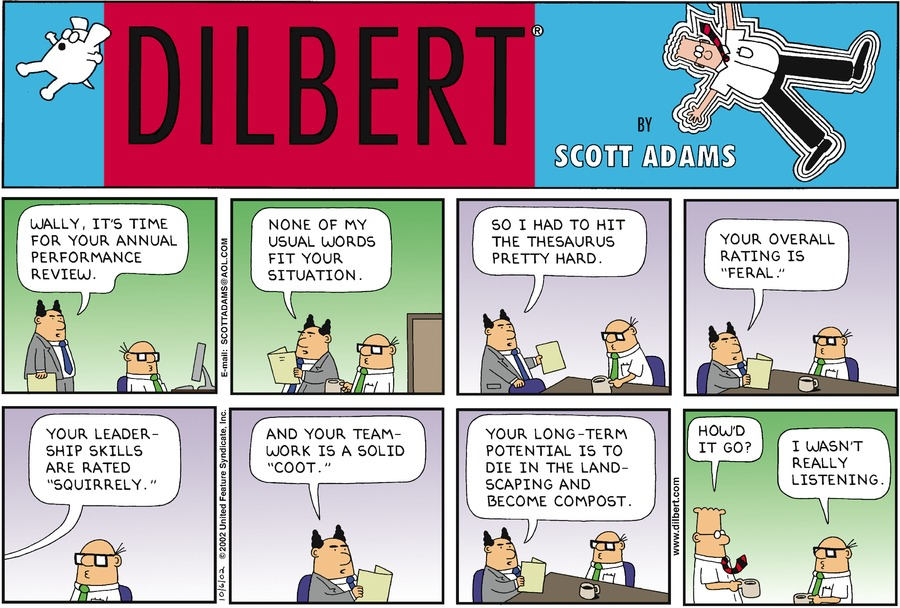 DILBERT®
BY
SCOTT ADAMS
WALLY, IT'S TIME
FOR YOUR ANNUAL
PERFORMANCE
REVIEW.
E-mail: SCOTTADAMS@AOL.COM
NONE OF MY
USUAL WORDS
FIT YOUR
SITUATION.
SO I HAD TO HIT
THE THESAURUS
PRETTY HARD.
YOUR OVERALL
RATING IS
"FERAL."
YOUR LEADER-
SHIP SKILLS
ARE RATED
"SQUIRRELY."
10/6/02 © 2002 United Feature Syndicate, Inc.
AND YOUR TEAM-
WORK IS A SOLID
"COOT."
YOUR LONG-TERM
POTENTIAL IS TO
DIE IN THE LAND-
SCAPING AND
BECOME COMPOST.
www.dilbert.com
HOW'D
IT GO?
I WASN'T
REALLY
LISTENING.